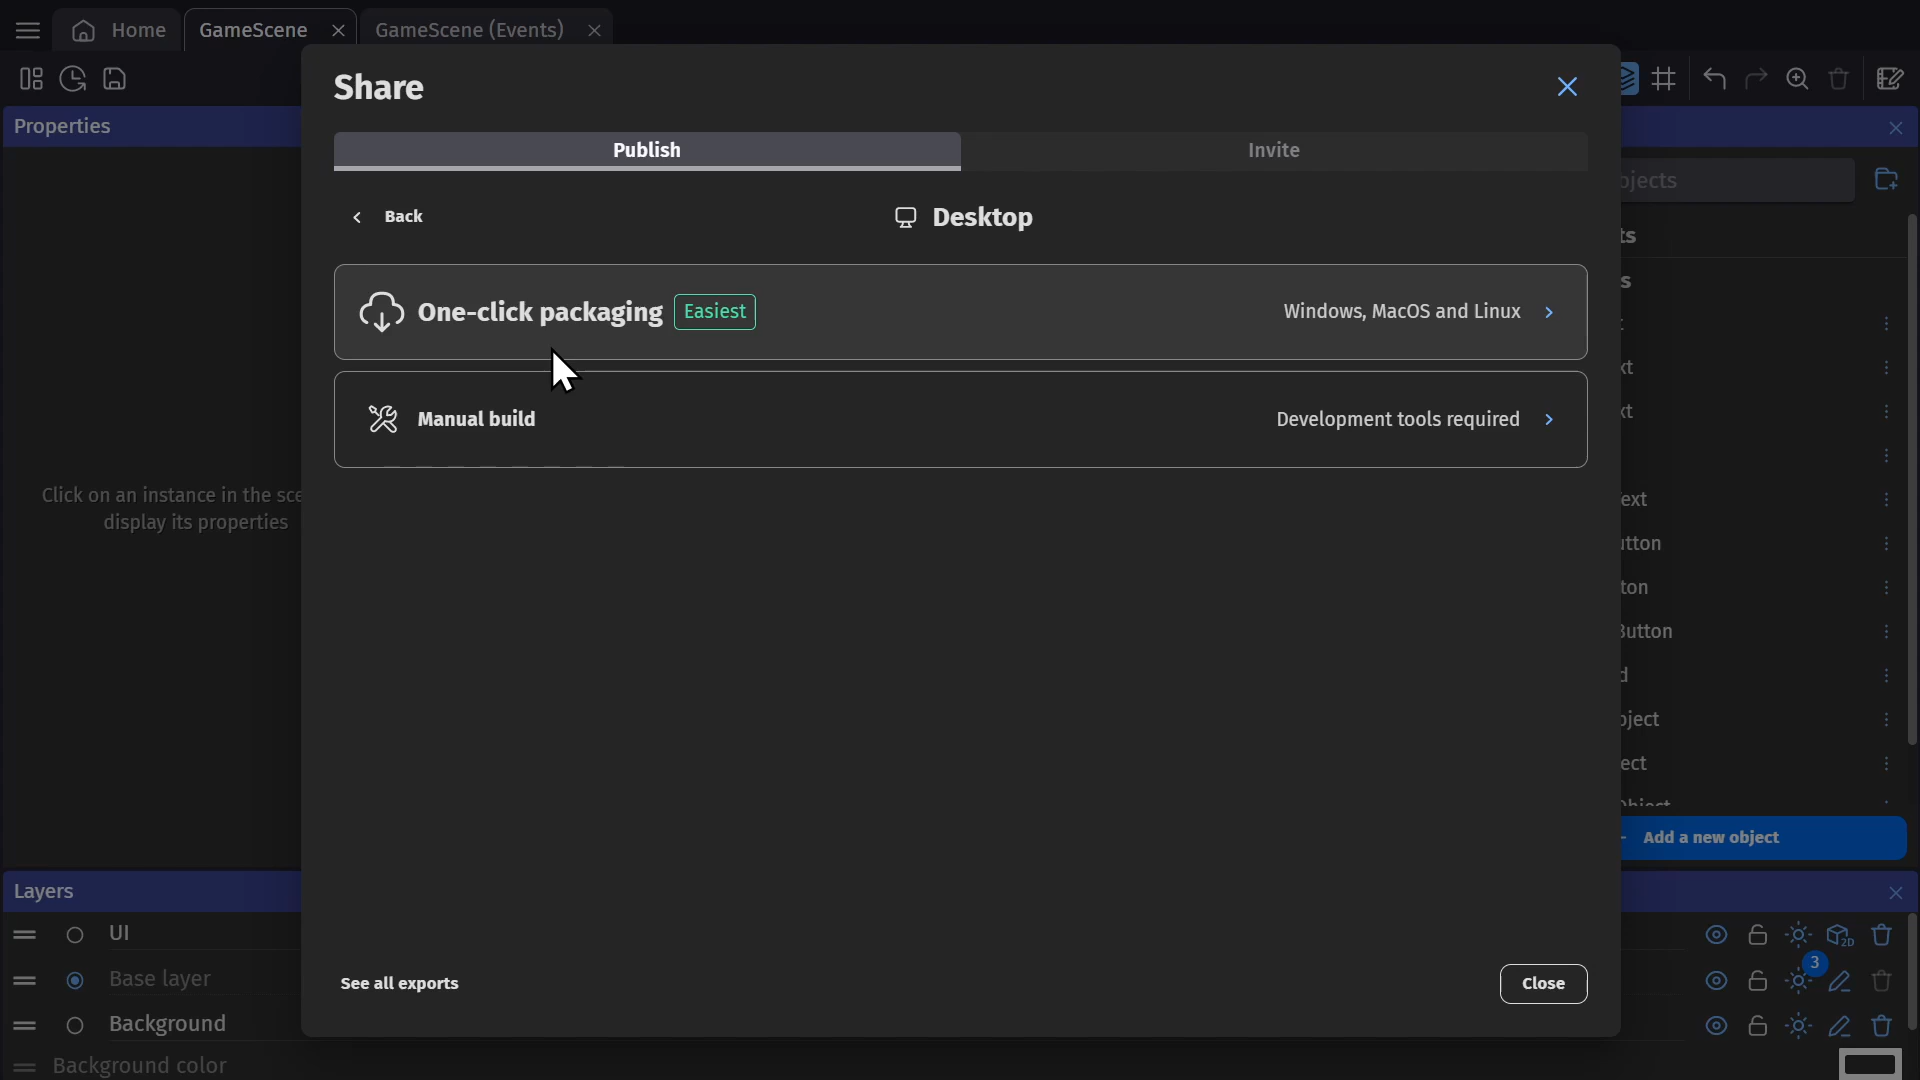 Home
GameScene
GameScene (Events)
Share
Properties
Publish
Invite
Back
Desktop
One-click packaging
Easiest
Windows, MacOS and Linux
Manual build
Development tools required
Click on an instance in the
display its properties
Add a new object
Layers
UI
Base layer
Background
Background color
2D
3
See all exports
Close